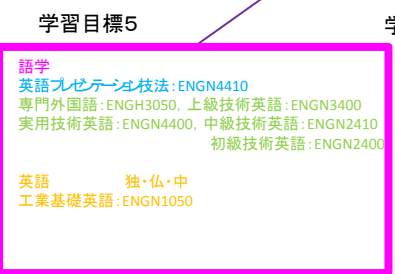 学習目標5
学
語学
英語プレゼンテーション技法：ENGN4410
専門外国語：ENGH3050，上級技術英語：ENGN3400
実用技術英語：ENGN4400，中級技術英語：ENGN2410
初級技術英語：ENGN2400
英語 独・仏・中
工業基礎英語：ENGN1050